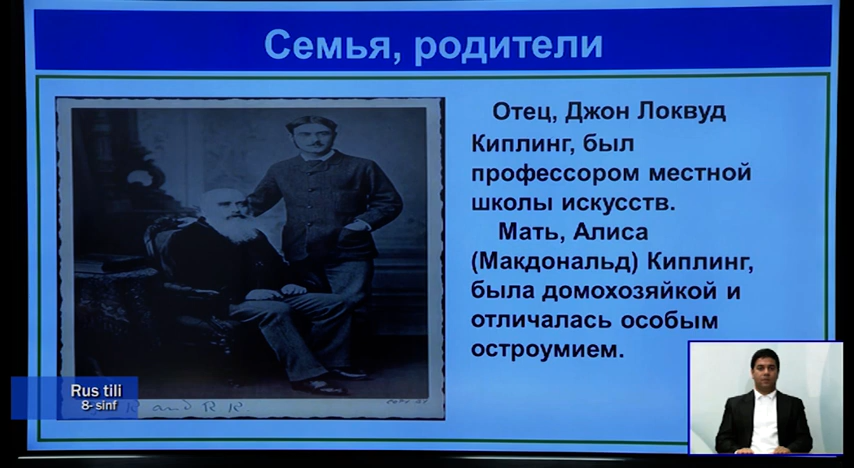 Семья, родители
Отец, Джон Локвуд
Киплинг, был
профессором местной
школы искусств.
Мать, Алиса
(Макдональд) Киплинг,
была домохозяйкой и
отличалась особым
остроумием.
Rus tili
8- sinf
and R K